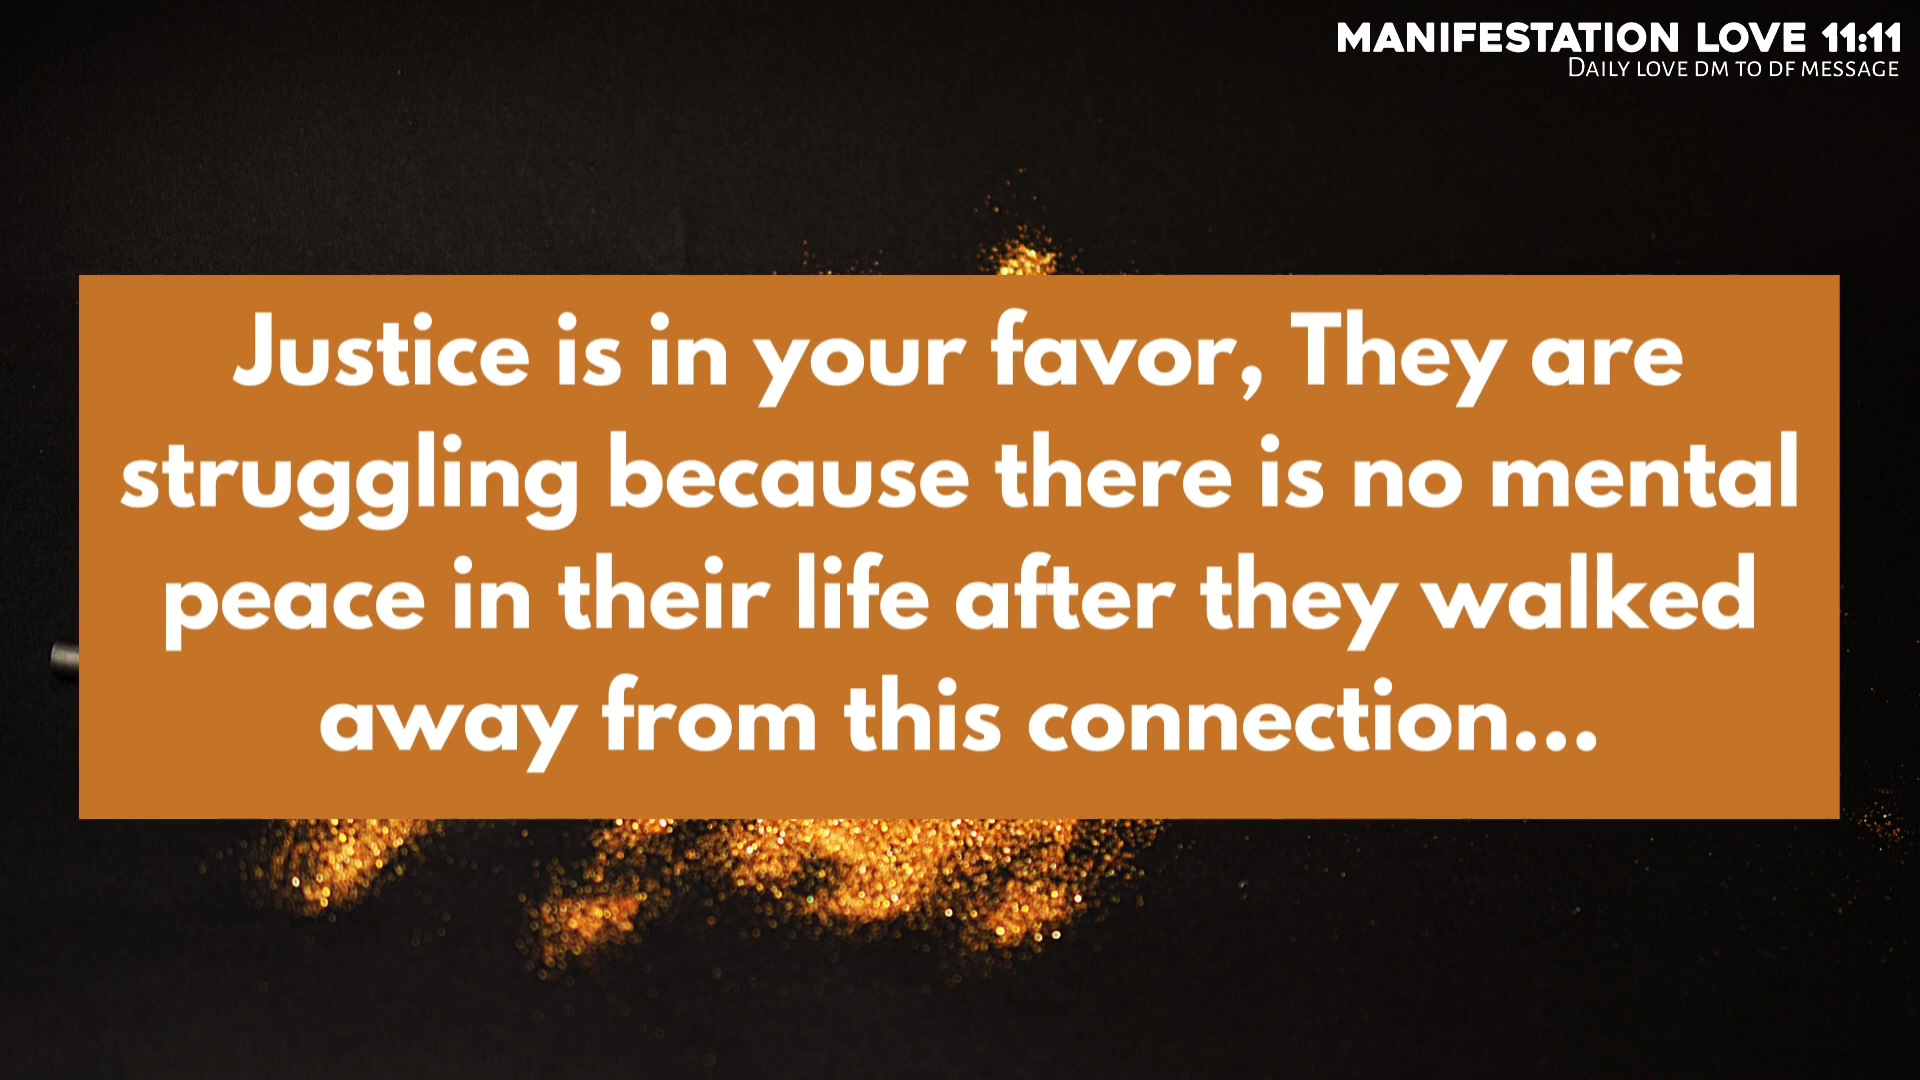 MANIFESTATION LOVE 11:11
DAILY LOVE DM TO DF MESSAGE
Justice is in your favor, They are
struggling because there is no mental
peace in their life after they walked
away from this connection...